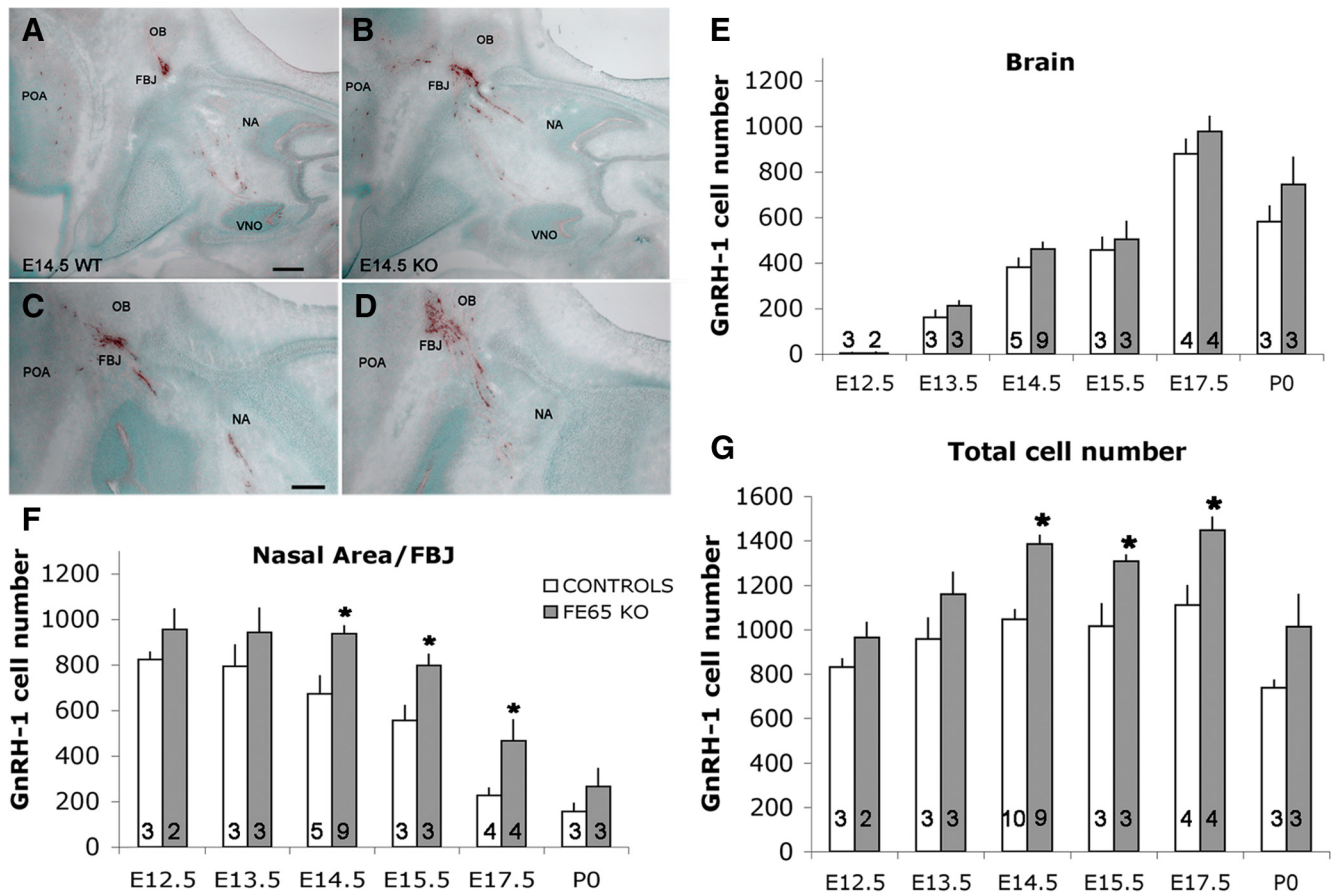 A
OB
FBJ
POA
NA
VNO
E14.5 WT
B
OB
POA
FBJ
NA
VNO
E14.5 KO
C
OB
FBJ
POA
NA
D
OB
FBJ
POA
NA
E
Brain
GnRH-1 cell number
1200
1000
800
600
400
200
0
3 2
3 3
5 9
3 3
4 4
3 3
E12.5 E13.5 E14.5 E15.5 E17.5 P0
F
Nasal Area/FBJ
CONTROLS
FE65 KO
GnRH-1 cell number
1200
1000
800
600
400
200
0
* * *
3 2
3 3
5 9
3 3
4 4
3 3
E12.5 E13.5 E14.5 E15.5 E17.5 P0
G
Total cell number
GnRH-1 cell number
1600
1400
1200
1000
800
600
400
200
0
* * *
3 2
3 3
10 9
3 3
4 4
3 3
E12.5 E13.5 E14.5 E15.5 E17.5 P0